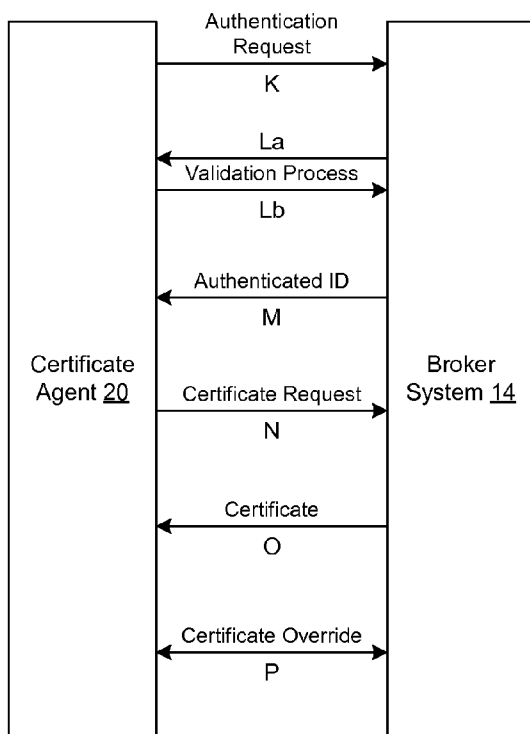 Authentication
Request
K
La
Validation Process
Lb
Authenticated ID
M
Certificate
Agent 20
Broker
System 14
Certificate Request
N
Certificate
O
Certificate Override
P